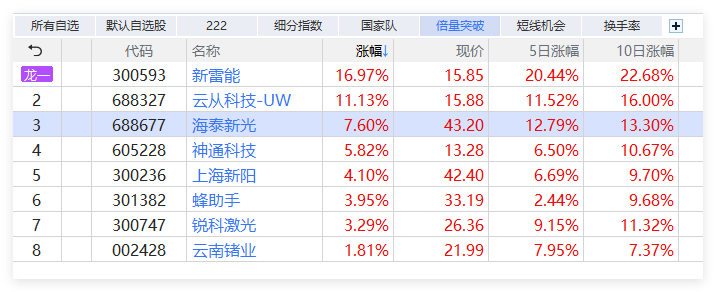 所有自选 默认自选股 222 细分指数 国家队 倍量突破 短线机会 换手率 +
代码 名称 涨幅↓ 现价 5日涨幅 10日涨幅
龙一 300593 新雷能 16.97% 15.85 20.44% 22.68%
2 688327 云从科技-UW 11.13% 15.88 11.52% 16.00%
3 688677 海泰新光 7.60% 43.20 12.79% 13.30%
4 605228 神通科技 5.82% 13.28 6.50% 10.67%
5 300236 上海新阳 4.10% 42.40 6.69% 9.70%
6 301382 蜂助手 3.95% 33.19 2.44% 9.68%
7 300747 锐科激光 3.29% 26.36 9.15% 11.32%
8 002428 云南锗业 1.81% 21.99 7.95% 7.37%